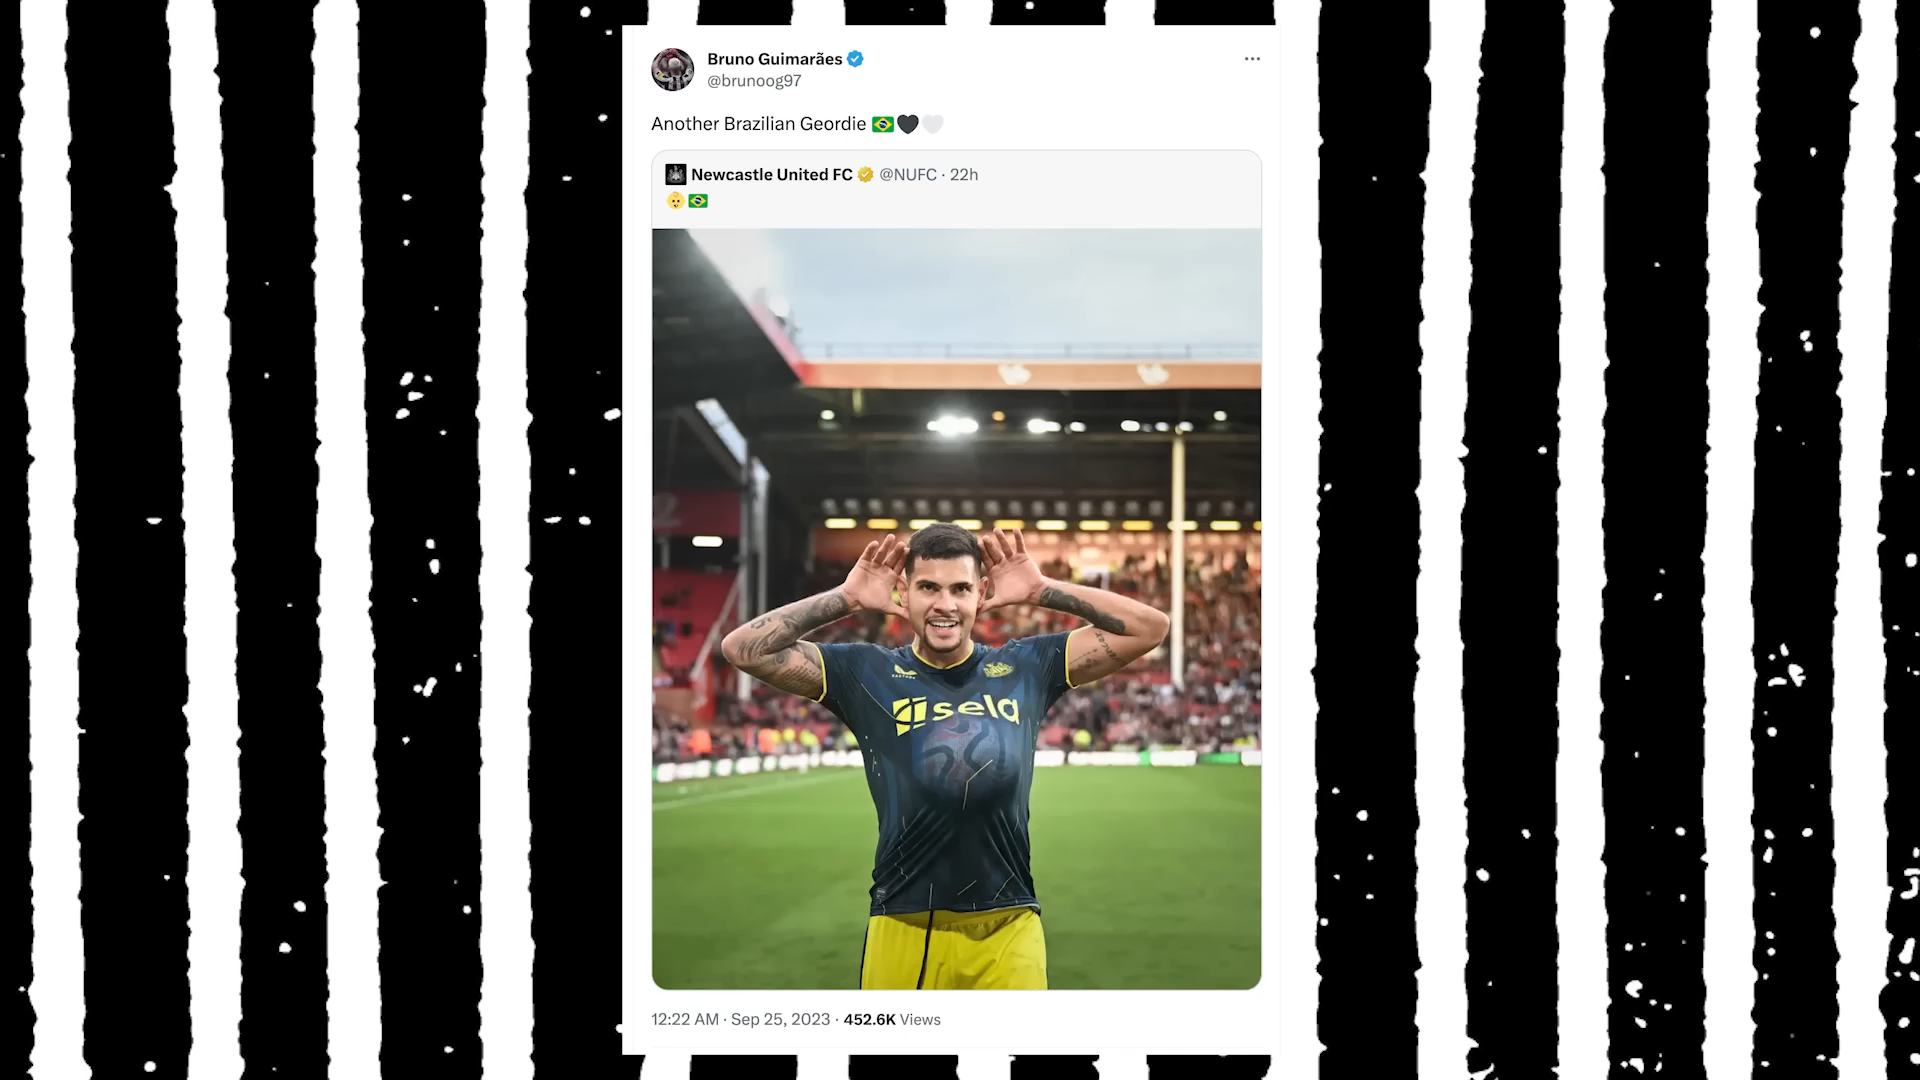 Bruno Guimarães
@brunoog97
Another Brazilian Geordie 🇧🇷🖤🤍
Newcastle United FC @NUFC · 22h
👶🇧🇷
sela
12:22 AM · Sep 25, 2023 · 452.6K Views